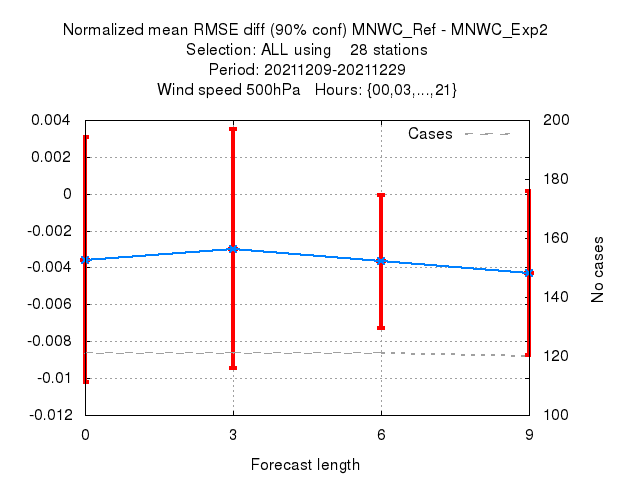 Normalized mean RMSE diff (90% conf) MNWC_Ref - MNWC_Exp2
Selection: ALL using 28 stations
Period: 20211209-20211229
Wind speed 500hPa Hours: {00,03,...,21}
Cases
0.004
0.002
0
-0.002
-0.004
-0.006
-0.008
-0.01
-0.012
200
180
160
140
120
100
No cases
0 3 6 9
Forecast length